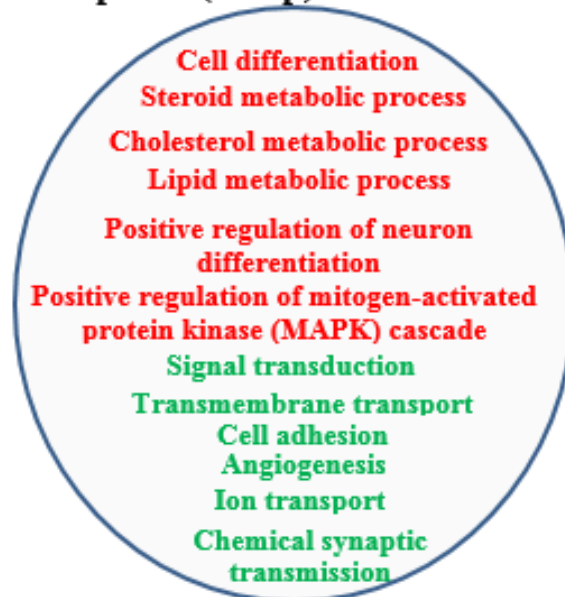 Cell differentiation
Steroid metabolic process
Cholesterol metabolic process
Lipid metabolic process
Positive regulation of neuron
differentiation
Positive regulation of mitogen-activated
protein kinase (MAPK) cascade
Signal transduction
Transmembrane transport
Cell adhesion
Angiogenesis
Ion transport
Chemical synaptic
transmission